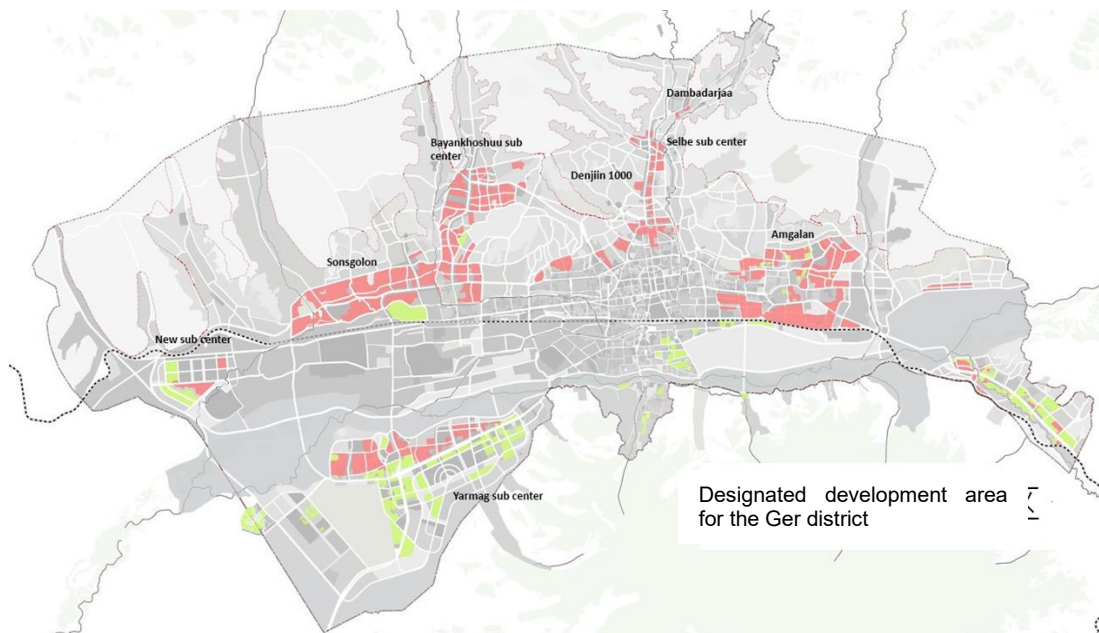 Dambadarjaa
Bayankhoshuu sub
center
Selbe sub center
Denjiin 1000
Amgalan
Sonsgolon
New sub center
Yarmag sub center
Designated development area
for the Ger district